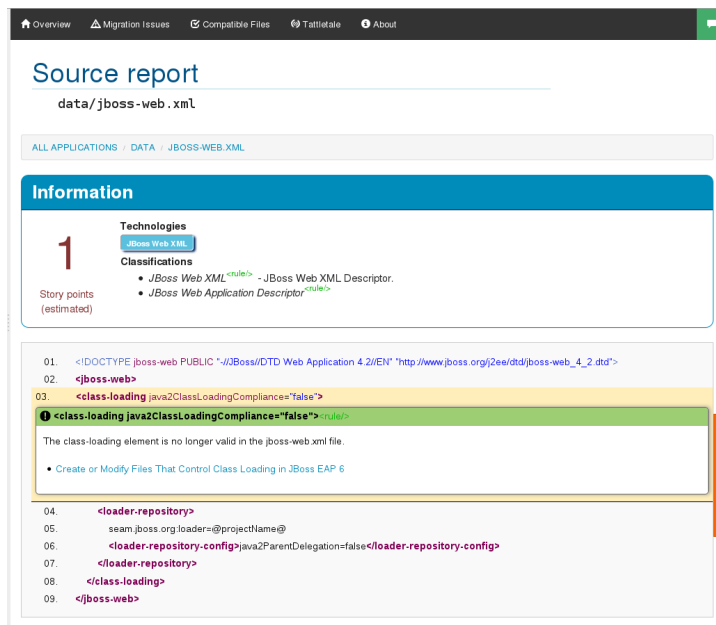 Overview Migration Issues Compatible Files Tattletale About
Source report
data/jboss-web.xml
ALL APPLICATIONS / DATA / JBOSS-WEB.XML
Information
1
Story points
(estimated)
Technologies
JBoss Web XML
Classifications
• JBoss Web XML<rule/> - JBoss Web XML Descriptor.
• JBoss Web Application Descriptor<rule/>
01. <!DOCTYPE jboss-web PUBLIC "-//JBoss//DTD Web Application 4.2//EN" "http://www.jboss.org/j2ee/dtd/jboss-web_4_2.dtd">
02. <jboss-web>
03. <class-loading java2ClassLoadingCompliance="false">
<class-loading java2ClassLoadingCompliance="false"><rule/>
The class-loading element is no longer valid in the jboss-web.xml file.
• Create or Modify Files That Control Class Loading in JBoss EAP 6
04. <loader-repository>
05. seam.jboss.org:loader=@projectName@
06. <loader-repository-config>java2ParentDelegation=false</loader-repository-config>
07. </loader-repository>
08. </class-loading>
09. </jboss-web>